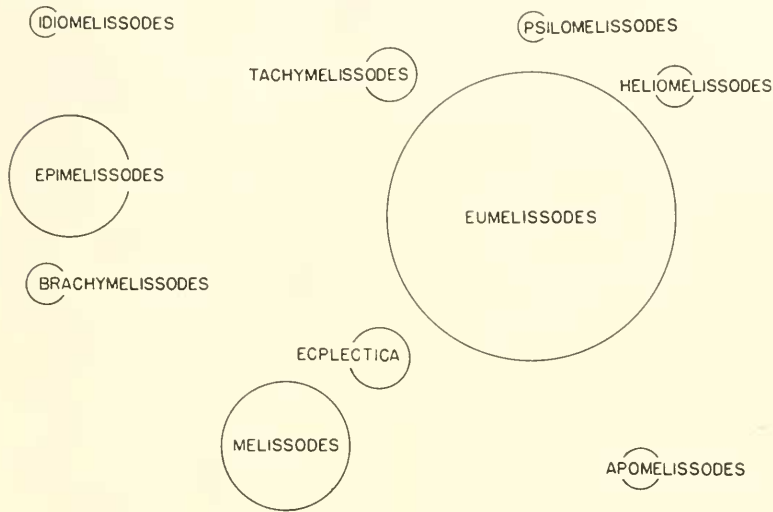 IDIOMELISSODES
PSILOMELISSODES
TACHYMELISSODES
HELIOMELISSODES
EPIMELISSODES
EUMELISSODES
BRACHYMELISSODES
ECPLECTICA
MELISSODES
APOMELISSODES